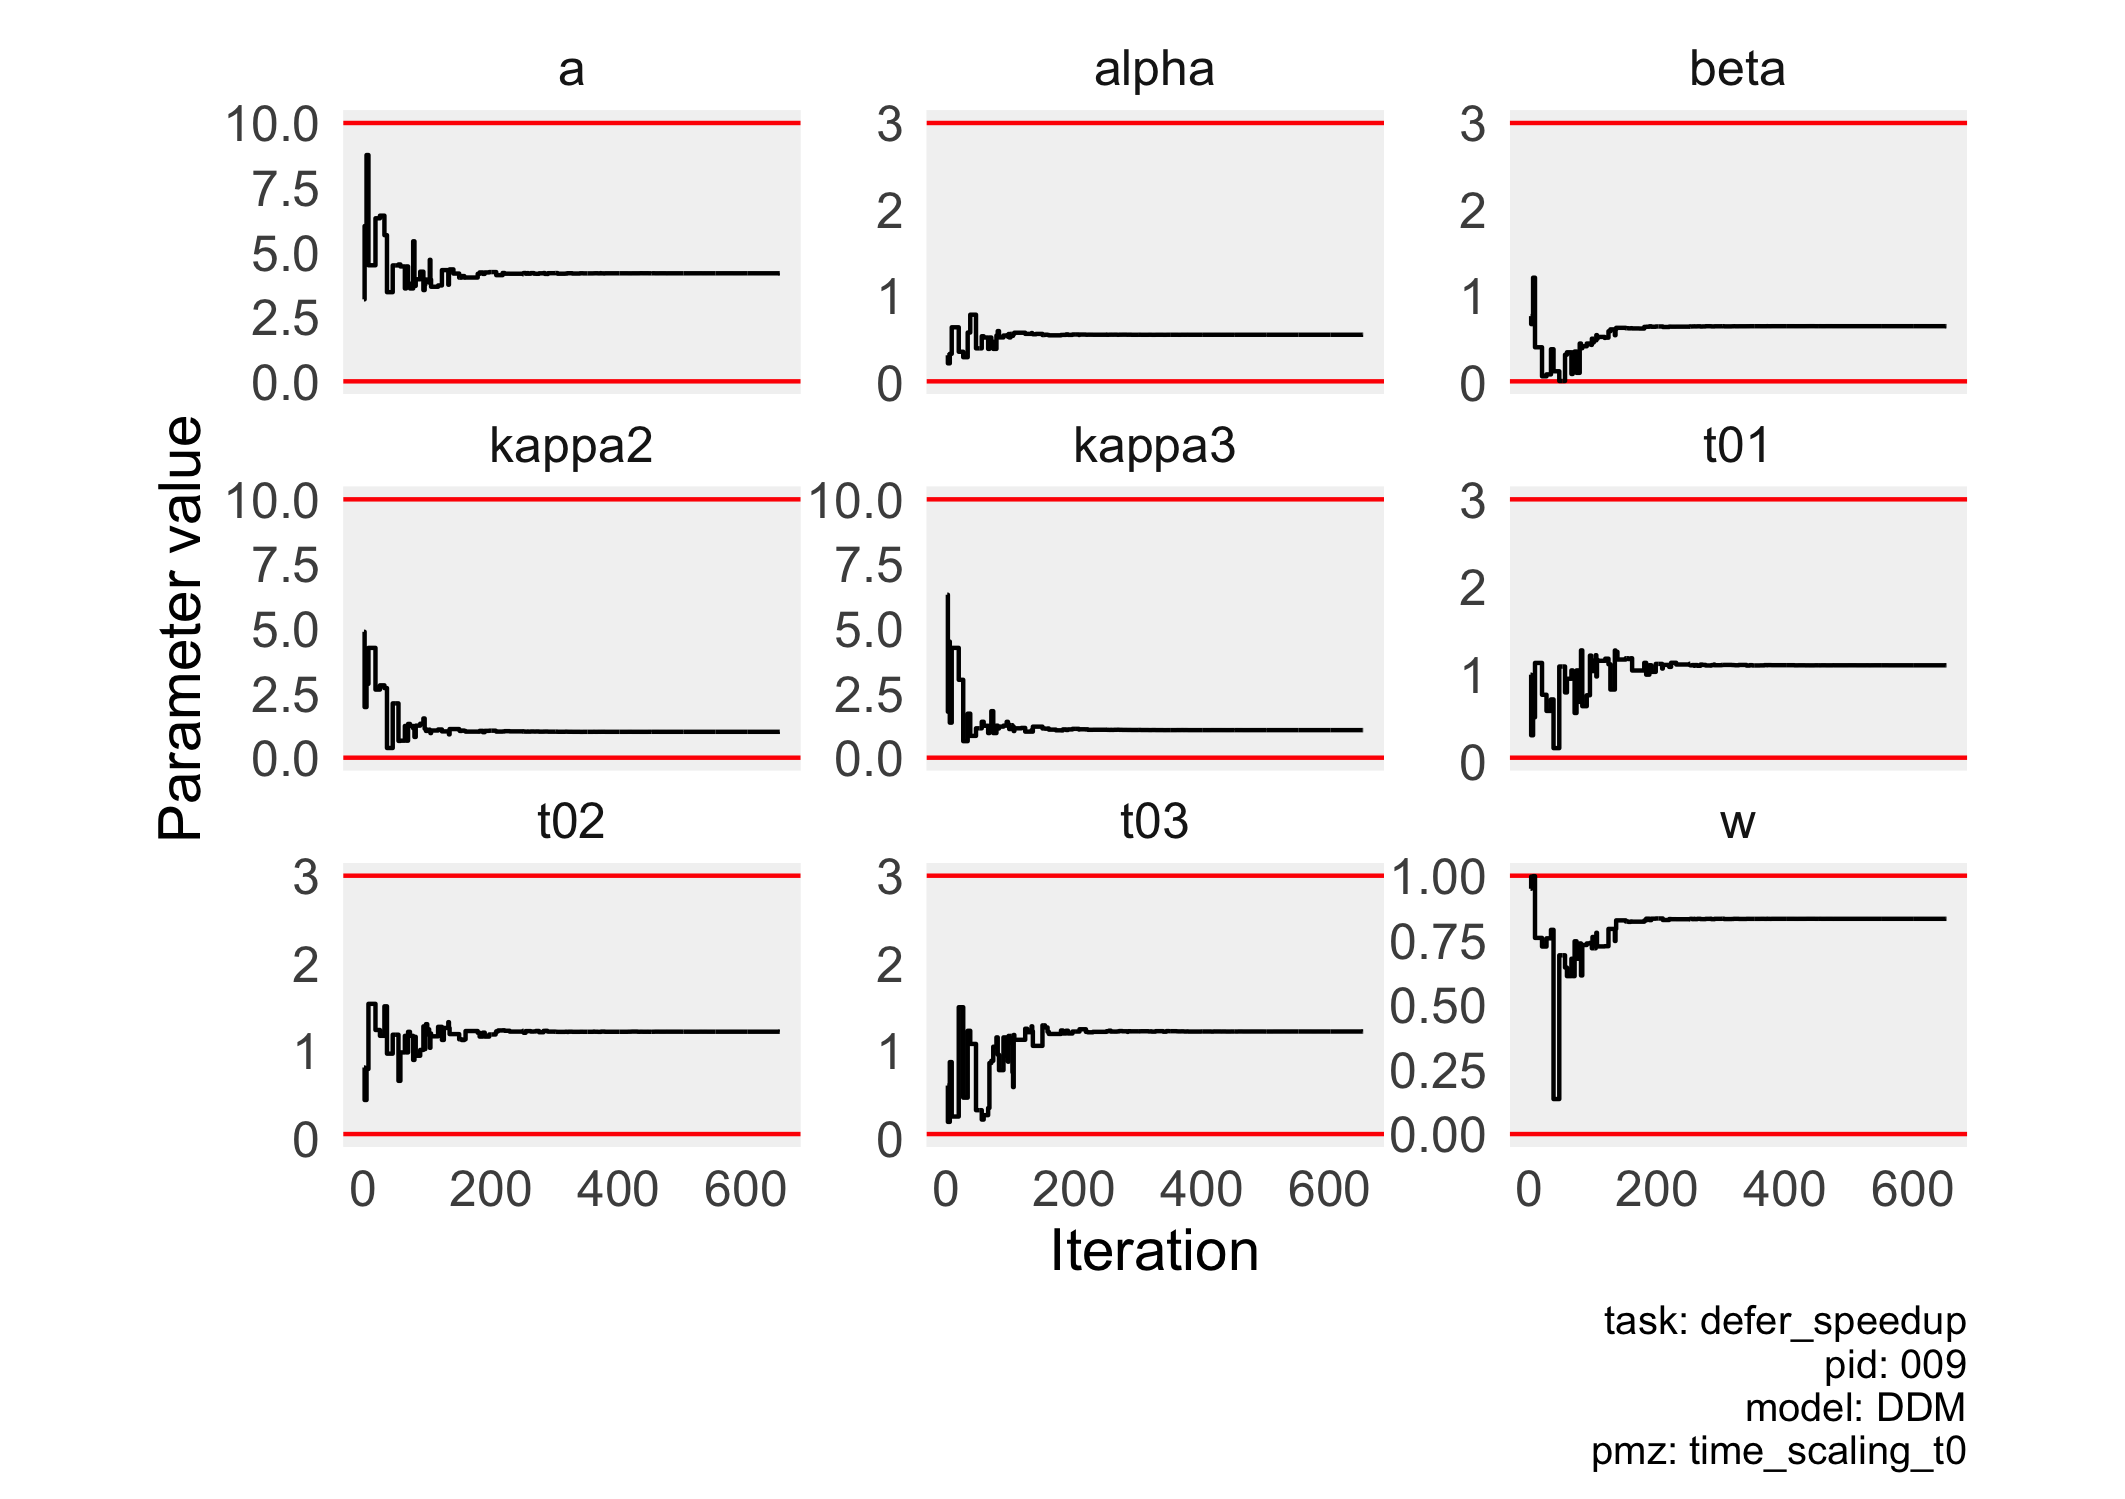 a
alpha
beta
10.0
7.5
5.0
2.5
0.0
3
2
1
0
3
2
1
0
kappa2
kappa3
t01
10.0
7.5
5.0
2.5
0.0
10.0
7.5
5.0
2.5
0.0
3
2
1
0
t02
t03
w
3
2
1
0
3
2
1
0
1.00
0.75
0.50
0.25
0.00
0 200 400 600
0 200 400 600
0 200 400 600
Parameter value
Iteration
task: defer_speedup
pid: 009
model: DDM
pmz: time_scaling_t0